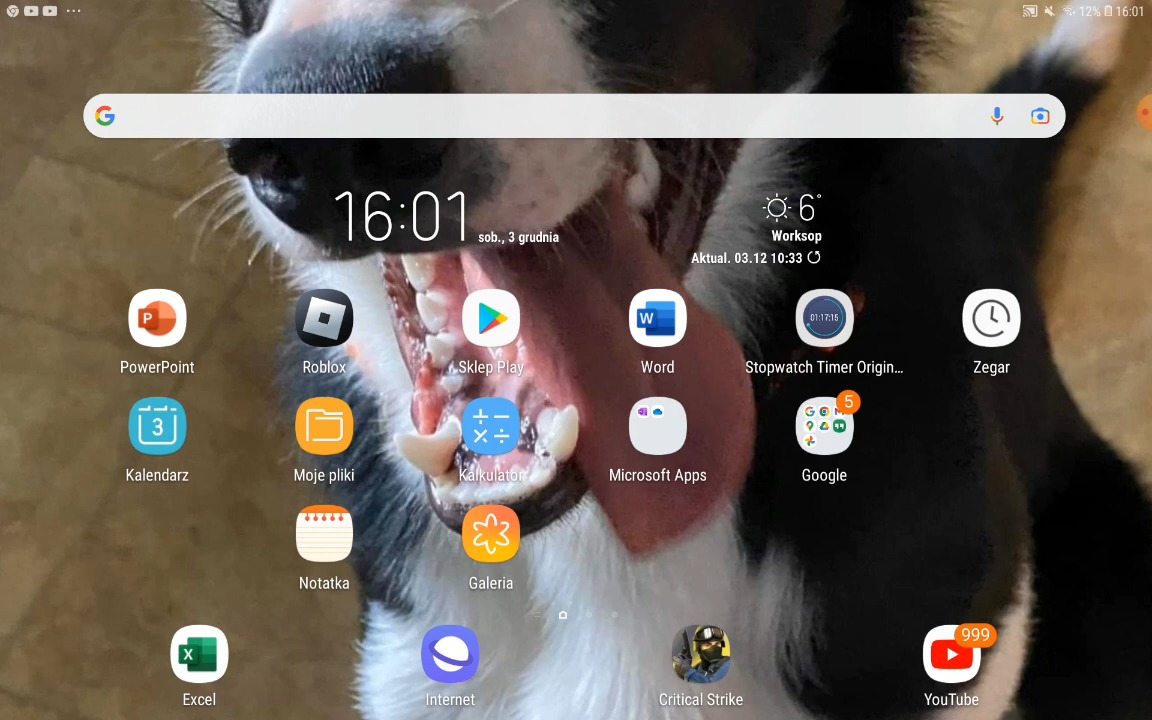 12% 16:01
16:01 sob., 3 grudnia
6°
Worksop
Aktual. 03.12 10:33
01:17:15
PowerPoint Roblox Sklep Play Word Stopwatch Timer Origin... Zegar
3
5
Kalendarz Moje pliki Kalkulator Microsoft Apps Google
Notatka Galeria
999
Excel Internet Critical Strike YouTube